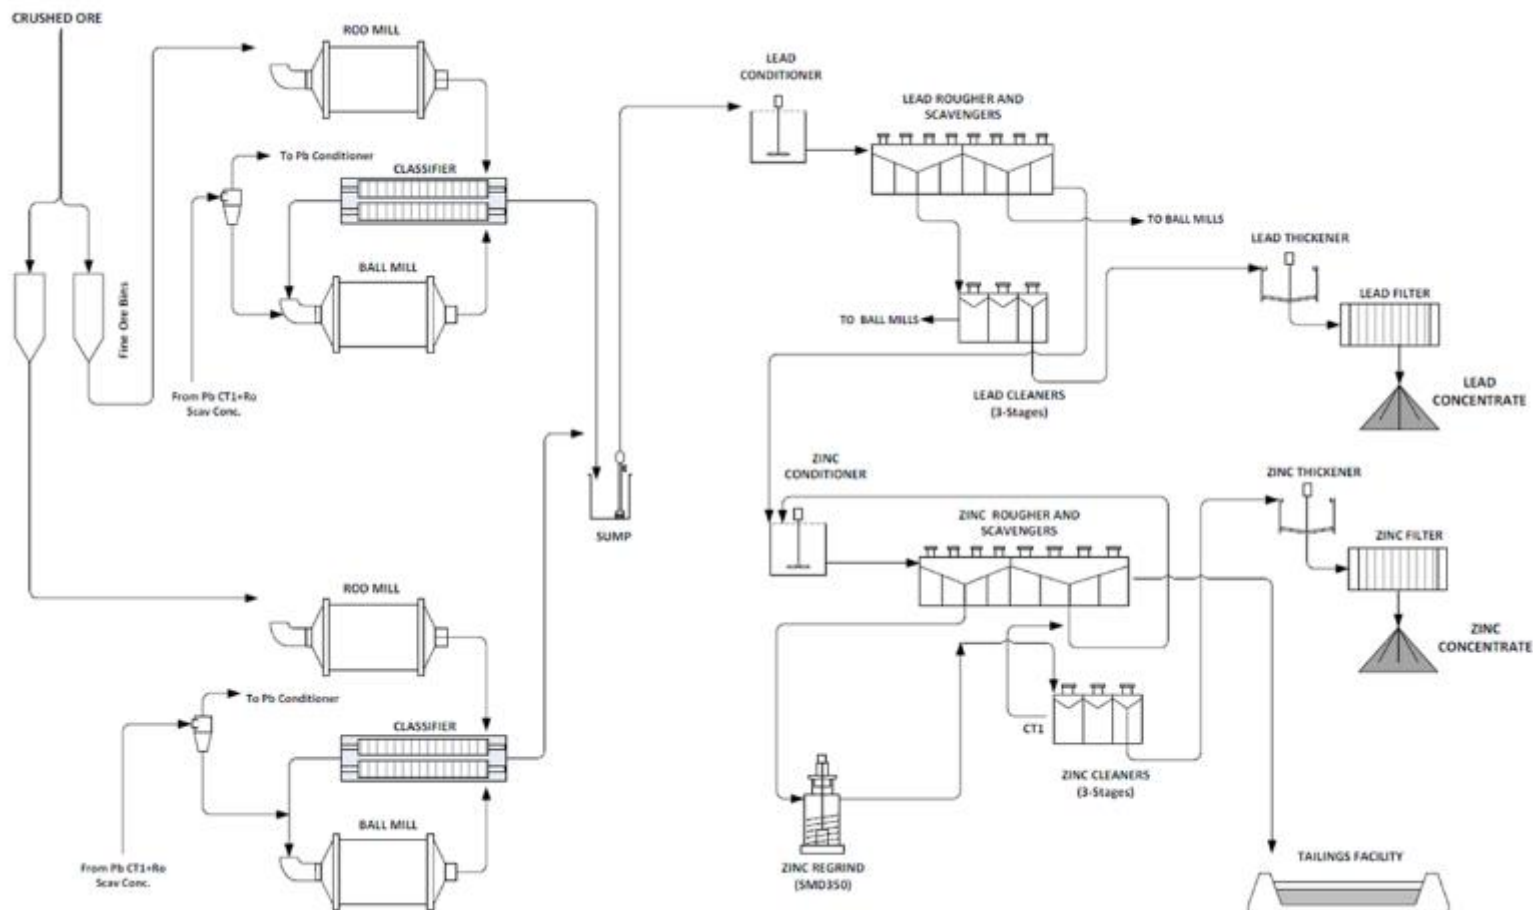 CRUSHED ORE
ROD MILL
To Pb Conditioner
CLASSIFIER
BALL MILL
Fine Ore Bins
From Pb CT1+Ro
Scav Conc.
LEAD
CONDITIONER
LEAD ROUGHER AND
SCAVENGERS
TO BALL MILLS
LEAD THICKENER
LEAD FILTER
TO BALL MILLS
LEAD CLEANERS
(3-Stages)
LEAD
CONCENTRATE
SUMP
ZINC
CONDITIONER
ZINC ROUGHER AND
SCAVENGERS
ZINC THICKENER
ZINC FILTER
ZINC
CONCENTRATE
ROD MILL
To Pb Conditioner
CLASSIFIER
BALL MILL
From Pb CT1+Ro
Scav Conc.
CT1
ZINC CLEANERS
(3-Stages)
ZINC REGRIND
(SMD350)
TAILINGS FACILITY